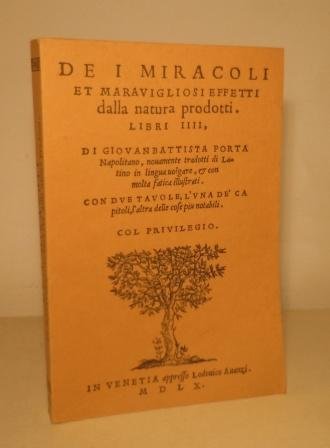 DE I MIRACOLI
ET MARAVIGLIOSI EFFETTI
dalla natura prodotti.
LIBRI IIII,
DI GIOVANBATTISTA PORTA
Napolitano, nouamente tradotti di La-
tino in lingua uolgare, & con
molta fatica illustrati.
CON DVE TAVOLE, L'VNA DE' CA
pitoli, l'altra delle cose piu notabili.
COL PRIVILEGIO.
IN VENETIA appresso Lodouico Auanzi.
M D L X.